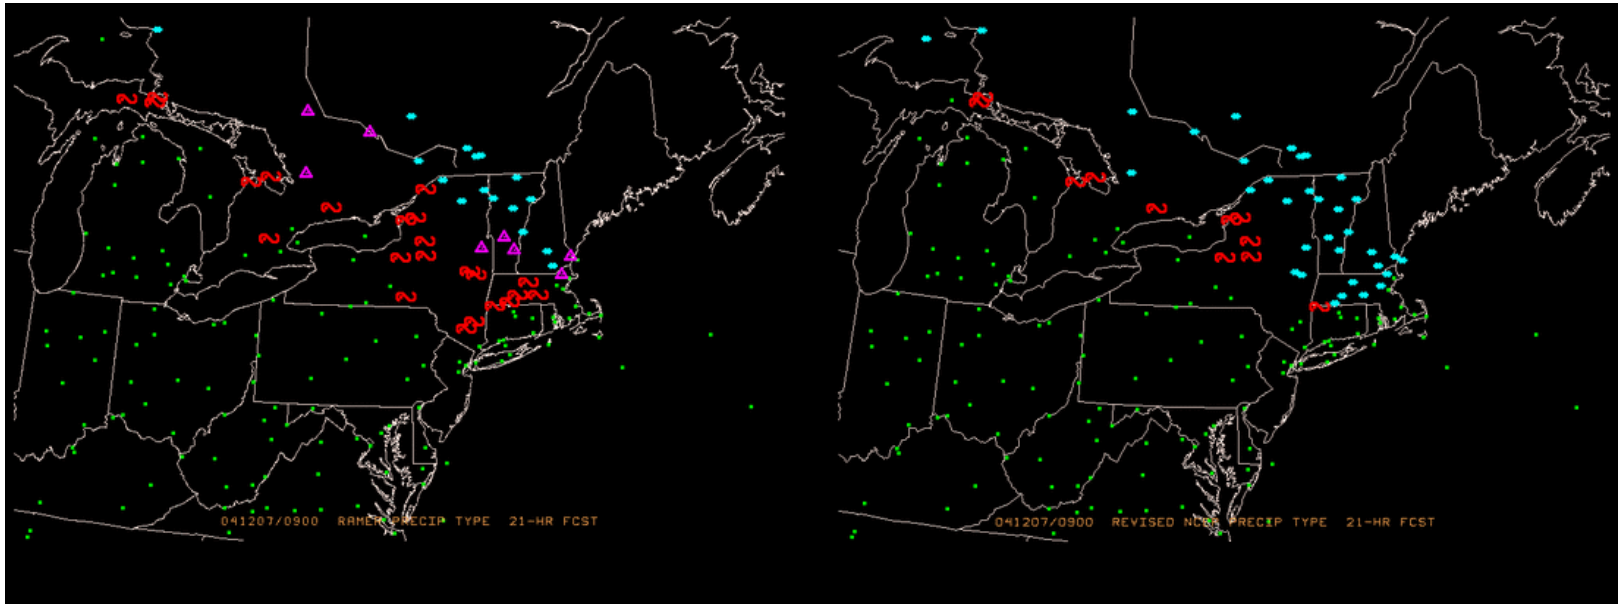 041207/0900 RAMER PRECIP TYPE 21-HR FCST
041207/0900 REVISED NCEP PRECIP TYPE 21-HR FCST